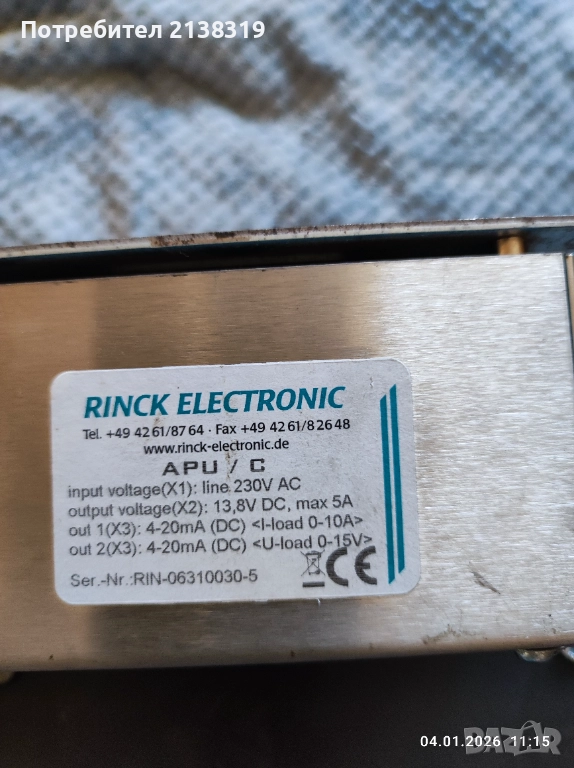 Потребител 2138319
RINCK ELECTRONIC
Tel. +49 4261/8764 · Fax +49 4261/82648
www.rinck-electronic.de
APU / C
input voltage(X1): line 230V AC
output voltage(X2): 13,8V DC, max 5A
out 1(X3): 4-20mA (DC) <I-load 0-10A>
out 2(X3): 4-20mA (DC) <U-load 0-15V>
Ser.-Nr.:RIN-06310030-5
CE
04.01.2026 11:15
BAZAR